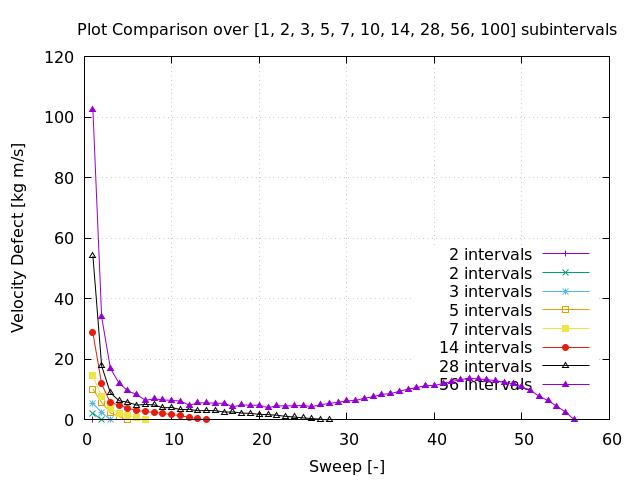 Plot Comparison over [1, 2, 3, 5, 7, 10, 14, 28, 56, 100] subintervals
120
100
80
60
40
20
0
Velocity Defect [kg m/s]
2 intervals
2 intervals
3 intervals
5 intervals
7 intervals
14 intervals
28 intervals
56 intervals
0 10 20 30 40 50 60
Sweep [-]